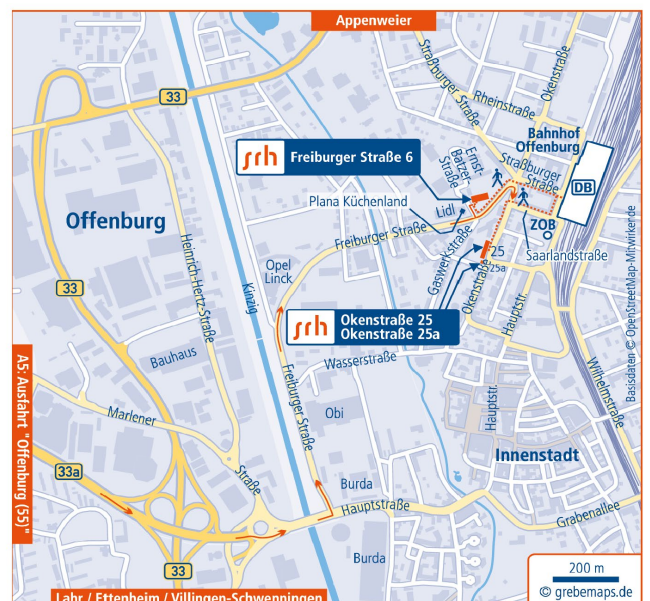 Appenweier
33
Straßburger Straße
Rheinstraße
Okenstraße
Bahnhof
Offenburg
DB
Straßburger
Straße
Ernst-
Batzer-
Straße
srh Freiburger Straße 6
Plana Küchenland
Lidl
ZOB
Saarlandstraße
Offenburg
Heinrich-Hertz-Straße
Freiburger Straße
Gaswerkstraße
25
25a
Okenstraße
Hauptstr.
Opel
Linck
Kinzig
33
srh Okenstraße 25
Okenstraße 25a
Wasserstraße
Bauhaus
Freiburger Straße
Obi
Hauptstr.
Wilhelmstraße
Basisdaten © OpenStreetMap-Mitwirkende
A5: Ausfahrt "Offenburg (55)"
Marlener
Straße
Innenstadt
33a
Burda
Hauptstraße
Grabenallee
Burda
33
200 m
© grebemaps.de
Lahr / Ettenheim / Villingen-Schwenningen